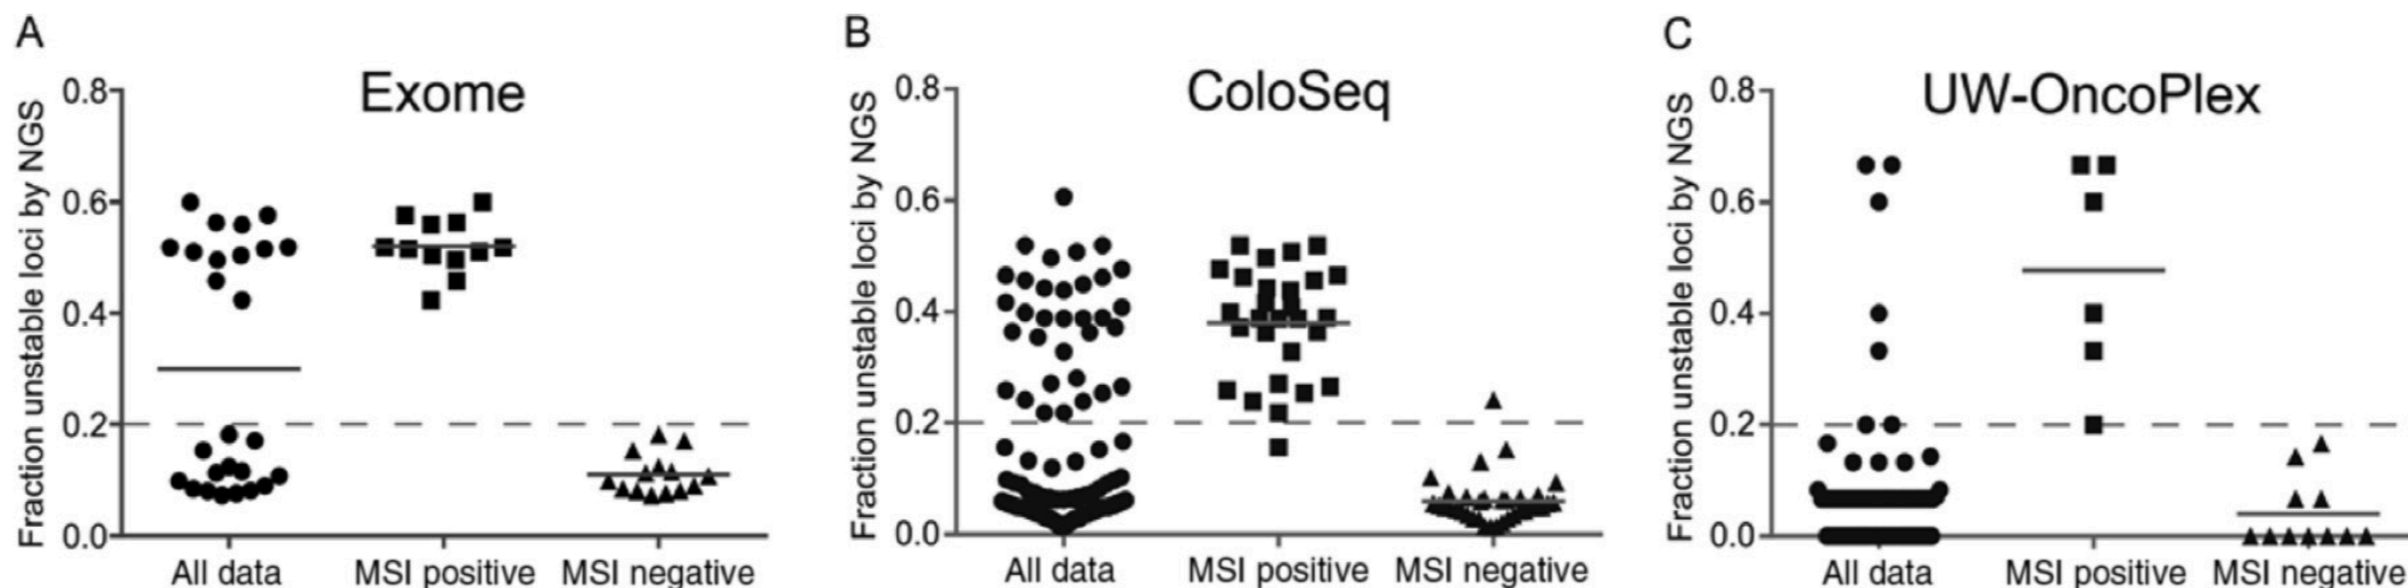 A
Exome
Fraction unstable loci by NGS
0.8
0.6
0.4
0.2
0.0
All data
MSI positive
MSI negative
B
ColoSeq
Fraction unstable loci by NGS
0.8
0.6
0.4
0.2
0.0
All data
MSI positive
MSI negative
C
UW-OncoPlex
Fraction unstable loci by NGS
0.8
0.6
0.4
0.2
0.0
All data
MSI positive
MSI negative